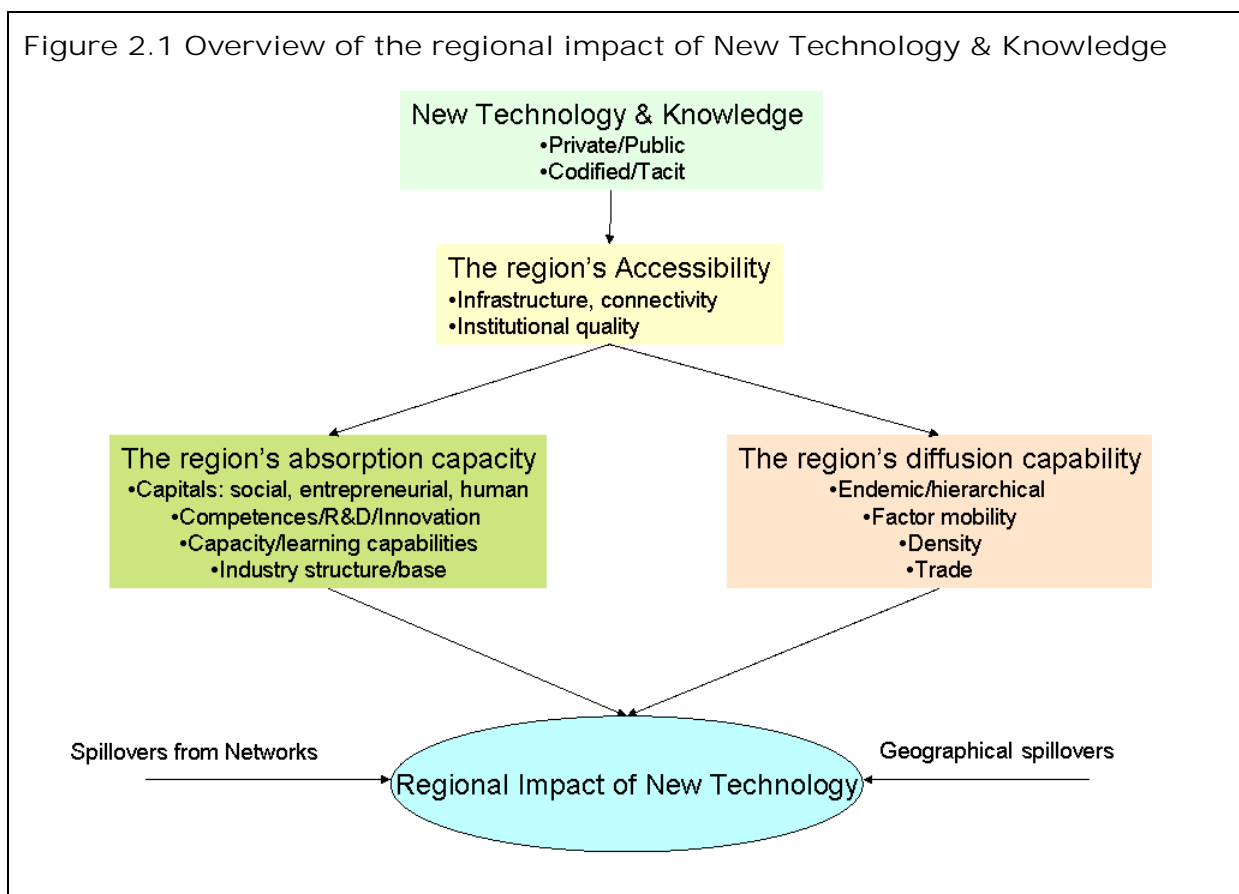 Figure 2.1 Overview of the regional impact of New Technology & Knowledge
New Technology & Knowledge
•Private/Public
•Codified/Tacit
The region's Accessibility
•Infrastructure, connectivity
•Institutional quality
The region's absorption capacity
•Capitals: social, entrepreneurial, human
•Competences/R&D/Innovation
•Capacity/learning capabilities
•Industry structure/base
The region's diffusion capability
•Endemic/hierarchical
•Factor mobility
•Density
•Trade
Spillovers from Networks
Geographical spillovers
Regional Impact of New Technology